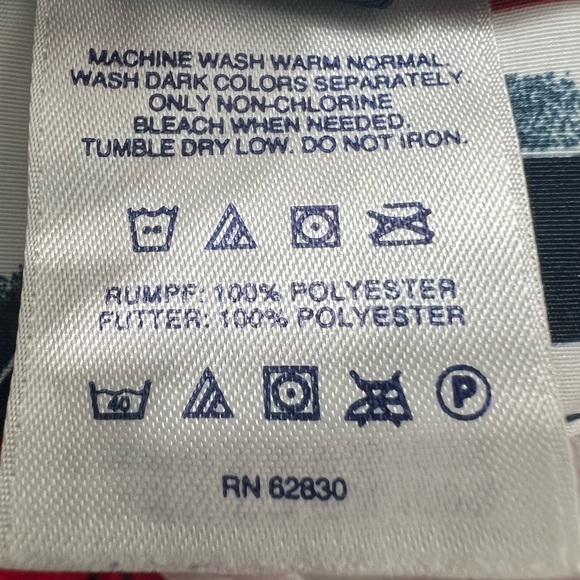 MACHINE WASH WARM NORMAL.
WASH DARK COLORS SEPARATELY.
ONLY NON-CHLORINE
BLEACH WHEN NEEDED.
TUMBLE DRY LOW. DO NOT IRON.
RUMPF: 100% POLYESTER
FUTTER: 100% POLYESTER
40 P
RN 62830